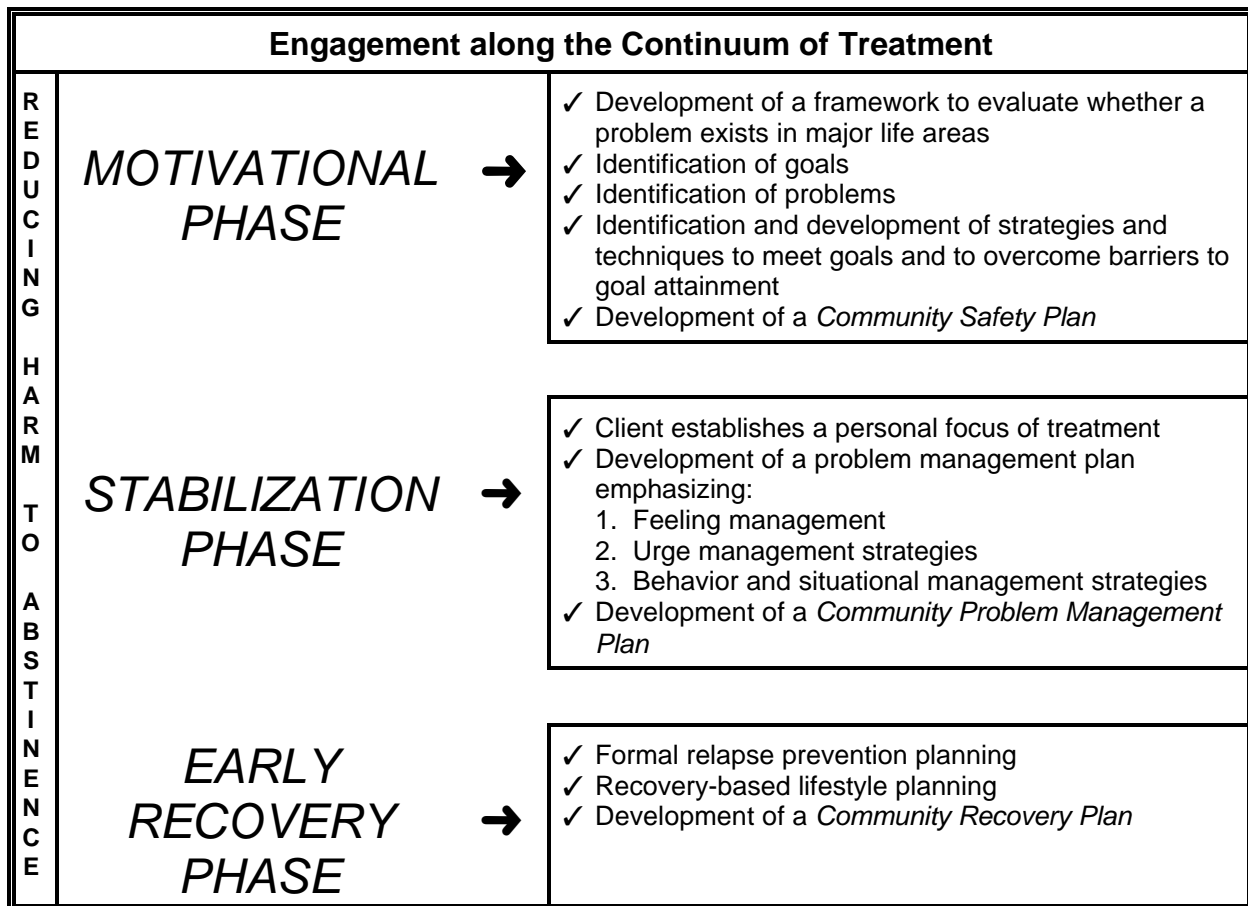 Engagement along the Continuum of Treatment
REDUCING HARM TO ABSTINENCE
MOTIVATIONAL
PHASE
➜
✓ Development of a framework to evaluate whether a
problem exists in major life areas
✓ Identification of goals
✓ Identification of problems
✓ Identification and development of strategies and
techniques to meet goals and to overcome barriers to
goal attainment
✓ Development of a Community Safety Plan
STABILIZATION
PHASE
➜
✓ Client establishes a personal focus of treatment
✓ Development of a problem management plan
emphasizing:
1. Feeling management
2. Urge management strategies
3. Behavior and situational management strategies
✓ Development of a Community Problem Management
Plan
EARLY
RECOVERY
PHASE
➜
✓ Formal relapse prevention planning
✓ Recovery-based lifestyle planning
✓ Development of a Community Recovery Plan